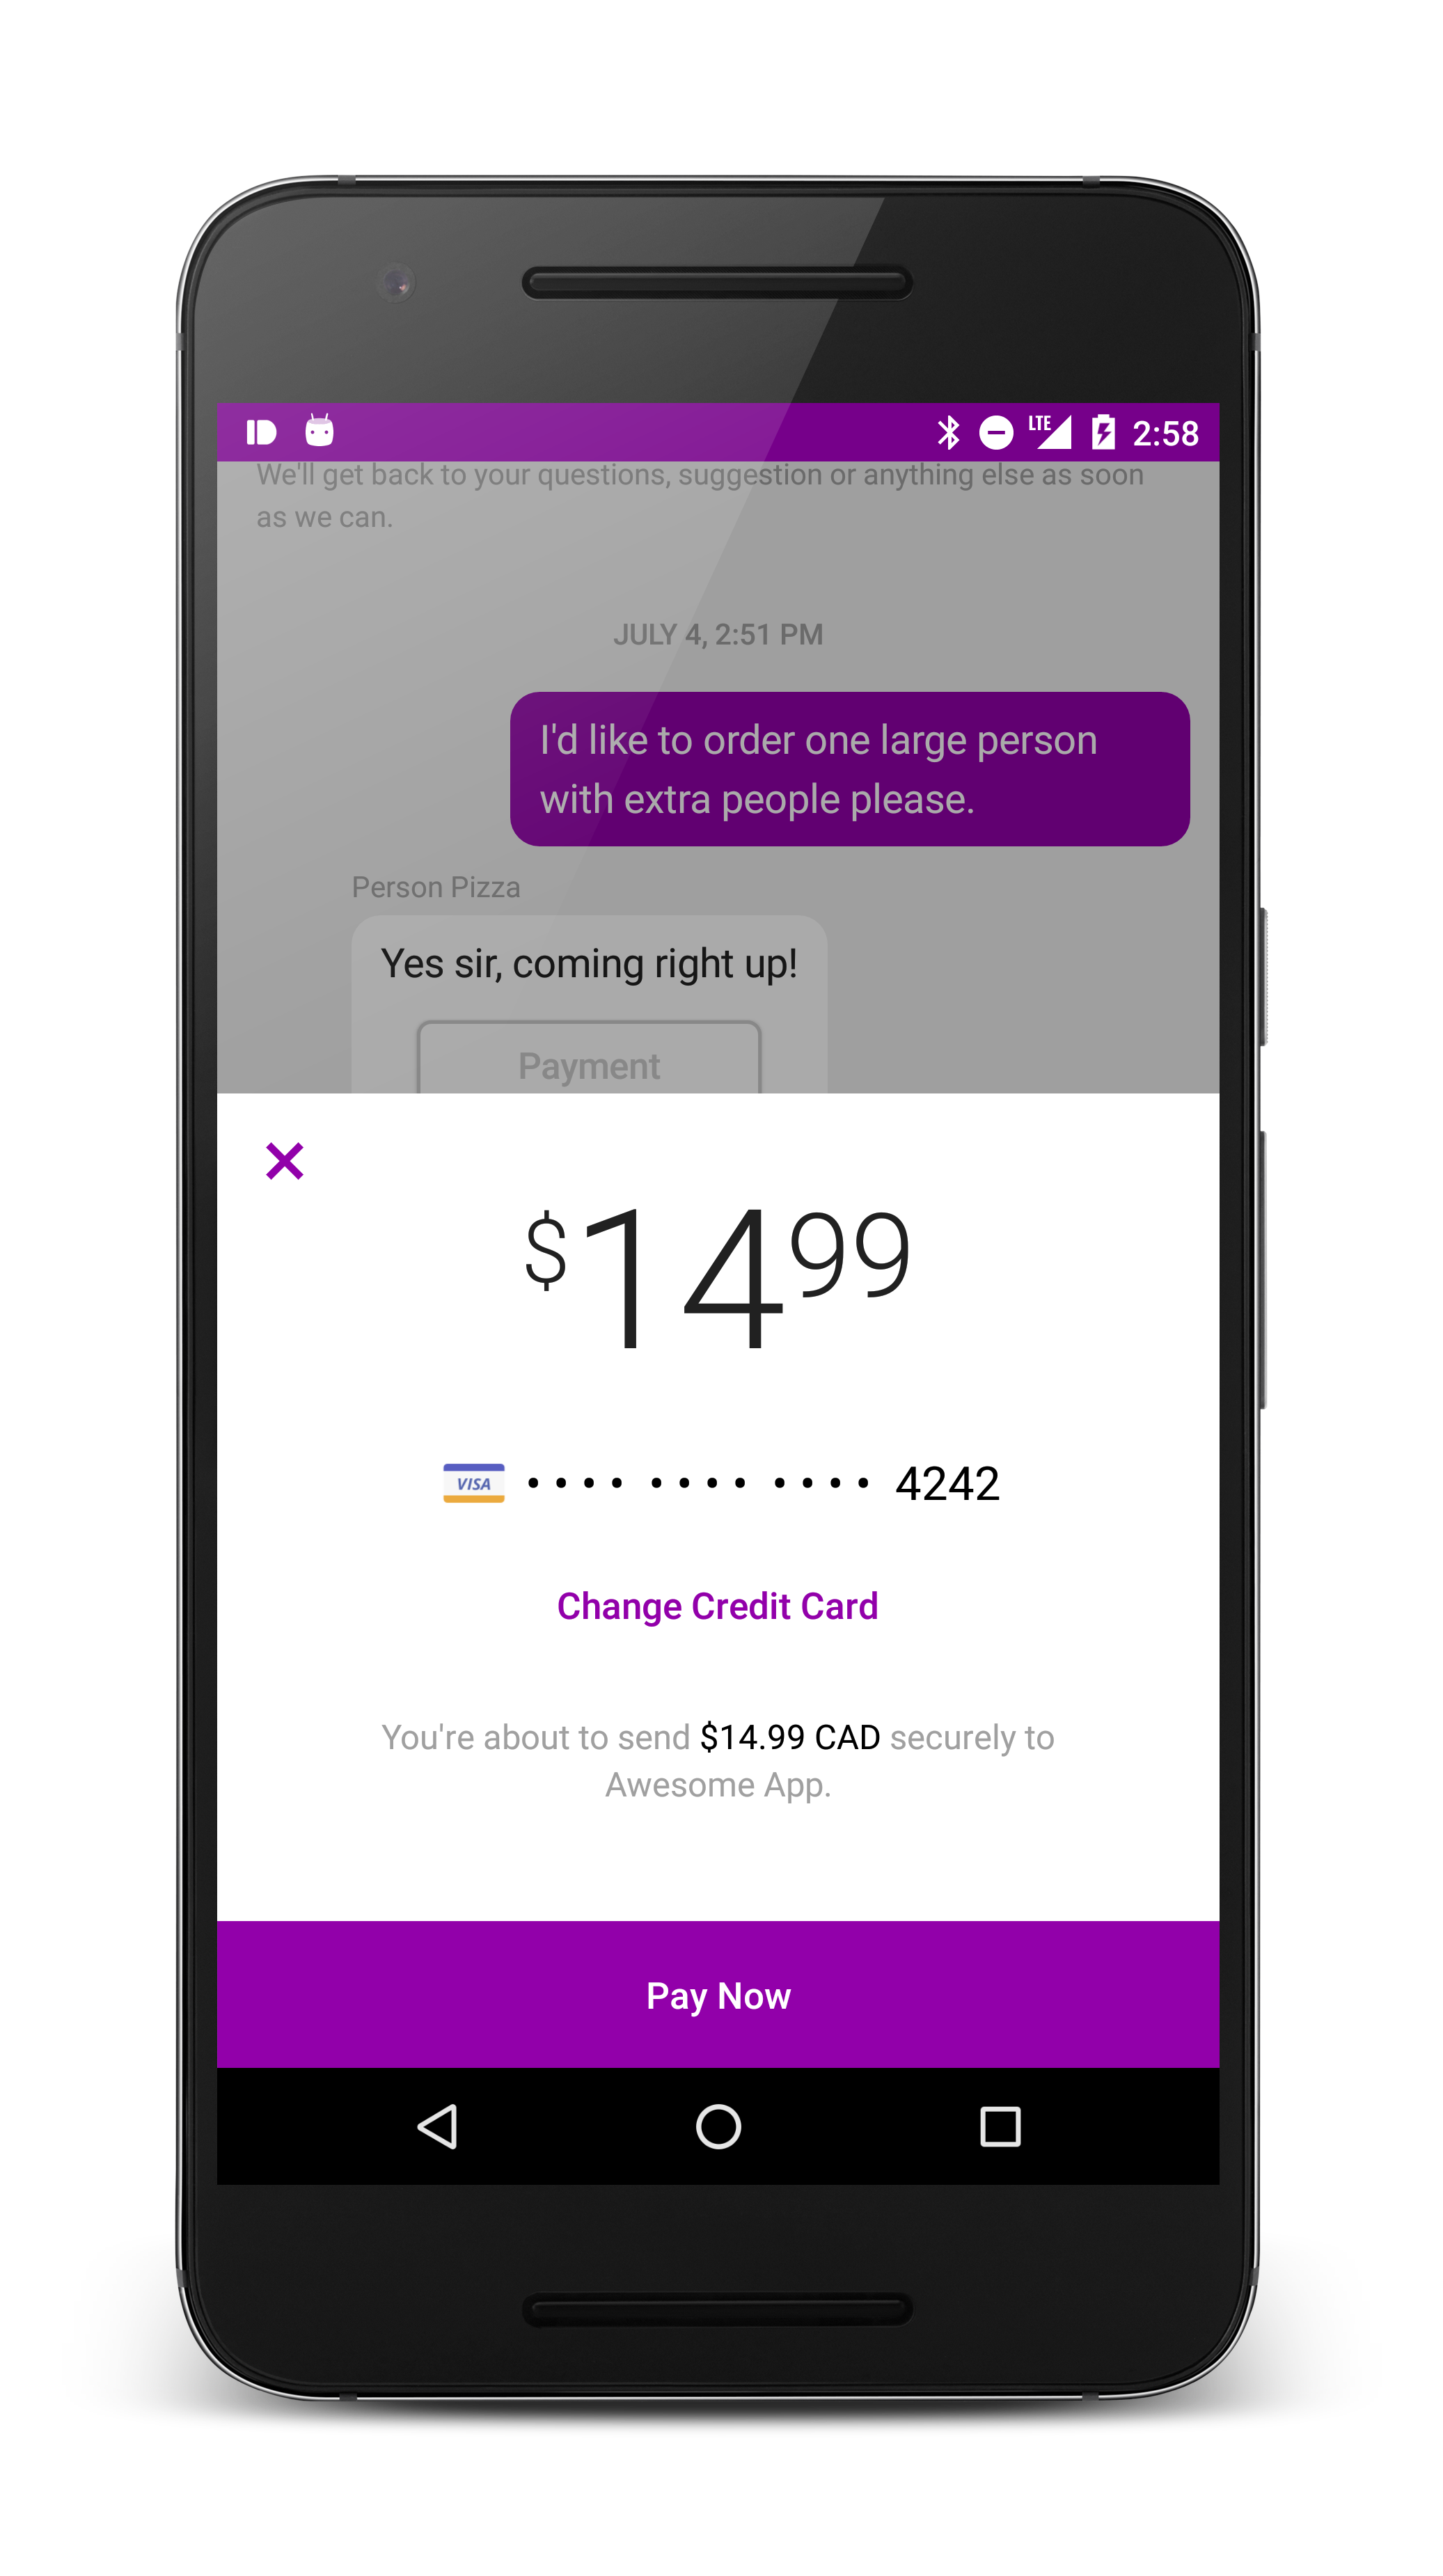 LTE 2:58
We'll get back to your questions, suggestion or anything else as soon
as we can.
JULY 4, 2:51 PM
I'd like to order one large person
with extra people please.
Person Pizza
Yes sir, coming right up!
Payment
$14 99
VISA •••• •••• •••• 4242
Change Credit Card
You're about to send $14.99 CAD securely to
Awesome App.
Pay Now